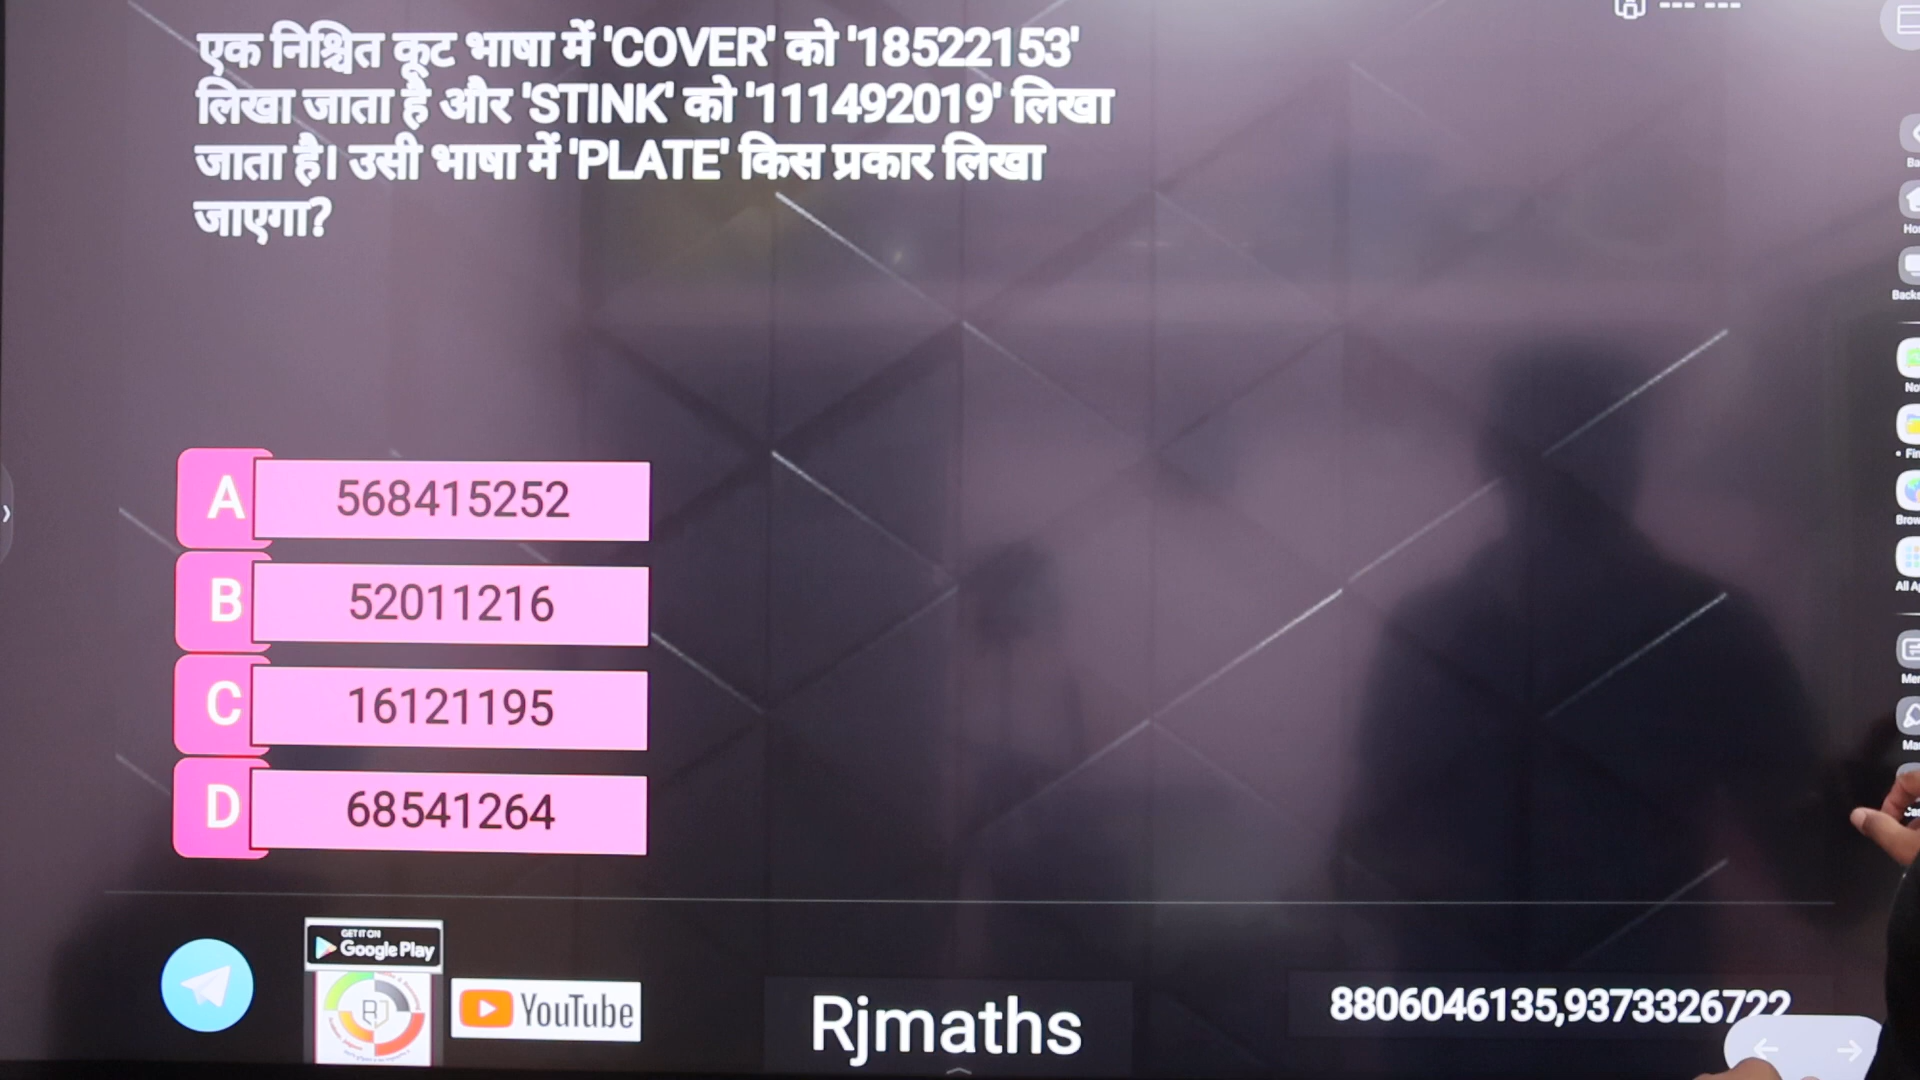 एक निश्चित कूट भाषा में 'COVER' को '18522153'
लिखा जाता है और 'STINK' को '111492019' लिखा
जाता है। उसी भाषा में 'PLATE' किस प्रकार लिखा
जाएगा?
A 568415252
B 52011216
C 16121195
D 68541264
GET IT ON
Google Play
YouTube
Rjmaths
8806046135,9373326722